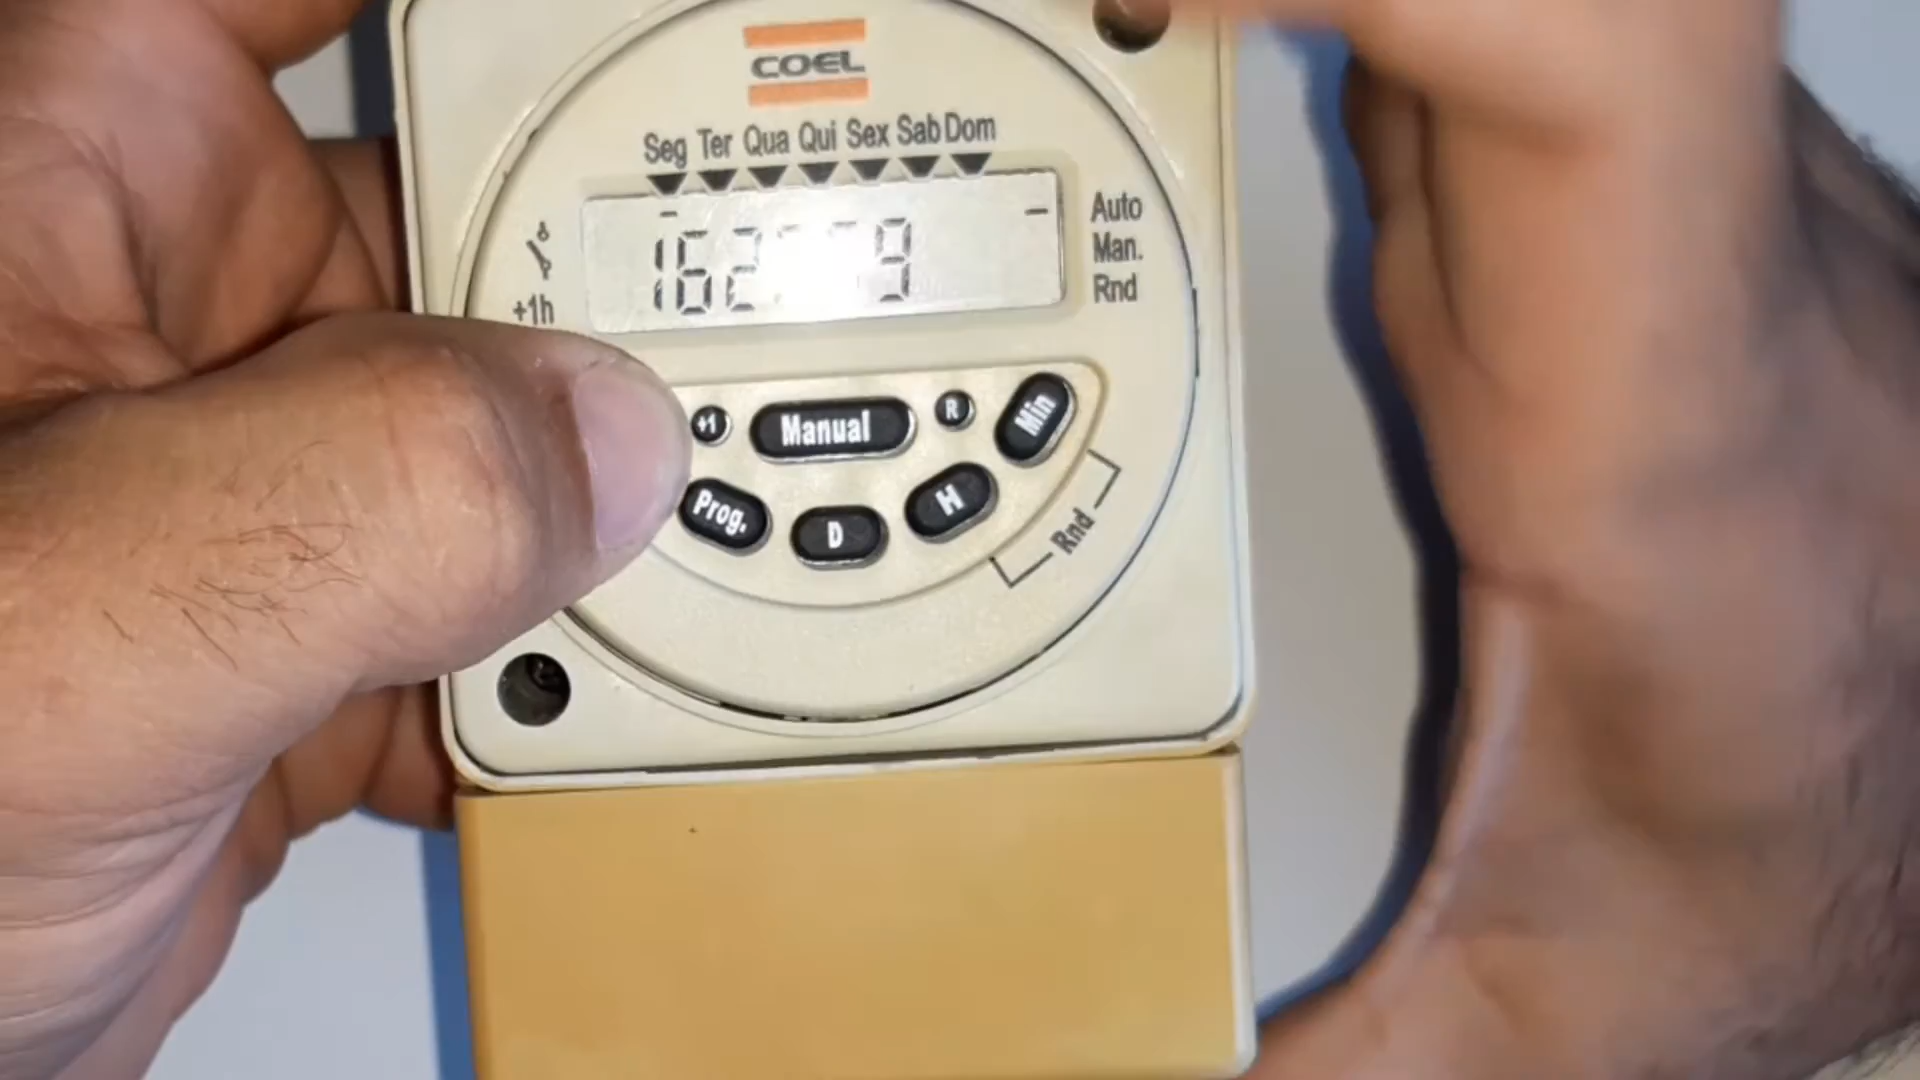 COEL
Seg Ter Qua Qui Sex Sab Dom
Auto
Man.
Rnd
+1h
+1
Manual
R
Min
Prog.
D
H
Rnd